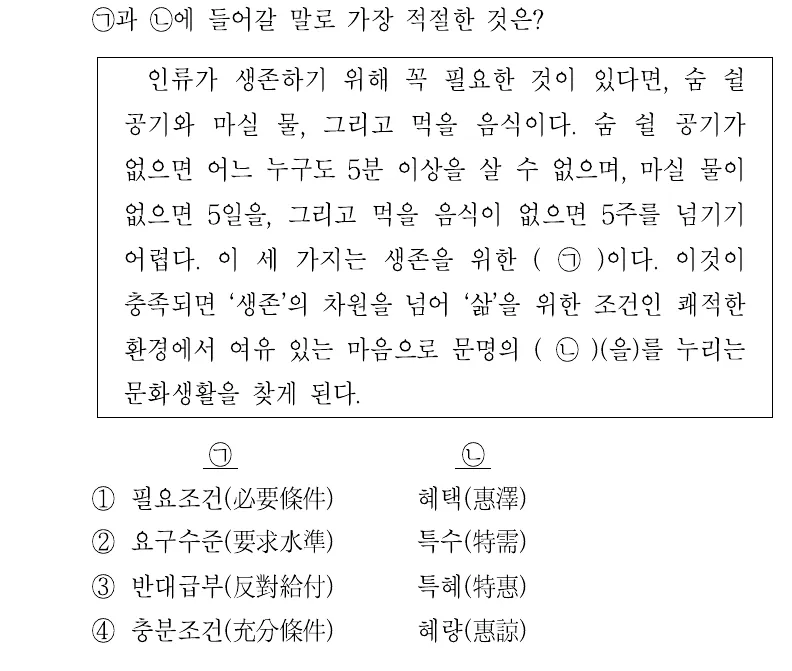 ㉠과 ㉡에 들어갈 말로 가장 적절한 것은?
인류가 생존하기 위해 꼭 필요한 것이 있다면, 숨 쉴
공기와 마실 물, 그리고 먹을 음식이다. 숨 쉴 공기가
없으면 어느 누구도 5분 이상을 살 수 없으며, 마실 물이
없으면 5일을, 그리고 먹을 음식이 없으면 5주를 넘기기
어렵다. 이 세 가지는 생존을 위한 ( ㉠ )이다. 이것이
충족되면 ‘생존’의 차원을 넘어 ‘삶’을 위한 조건인 쾌적한
환경에서 여유 있는 마음으로 문명의 ( ㉡ )(을)를 누리는
문화생활을 찾게 된다.
㉠ ㉡
① 필요조건(必要條件) 혜택(惠澤)
② 요구수준(要求水準) 특수(特需)
③ 반대급부(反對給付) 특혜(特惠)
④ 충분조건(充分條件) 혜량(惠諒)